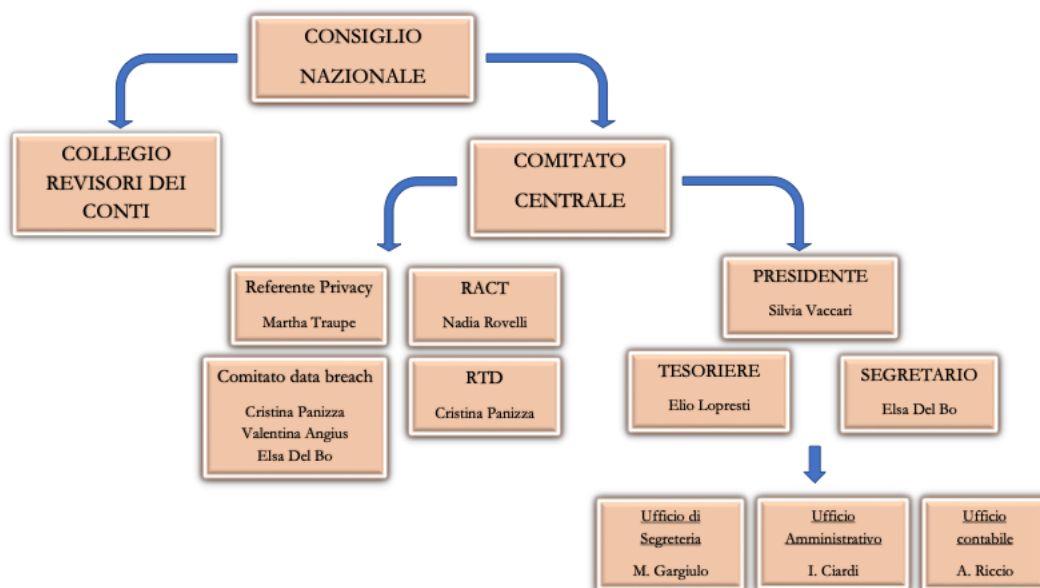 CONSIGLIO
NAZIONALE
COLLEGIO
REVISORI DEI
CONTI
COMITATO
CENTRALE
Referente Privacy
Martha Traupe
RACT
Nadia Rovelli
PRESIDENTE
Silvia Vaccari
Comitato data breach
Cristina Panizza
Valentina Angius
Elsa Del Bo
RTD
Cristina Panizza
TESORIERE
Elio Lopresti
SEGRETARIO
Elsa Del Bo
Ufficio di
Segreteria
M. Gargiulo
Ufficio
Amministrativo
I. Ciardi
Ufficio
contabile
A. Riccio